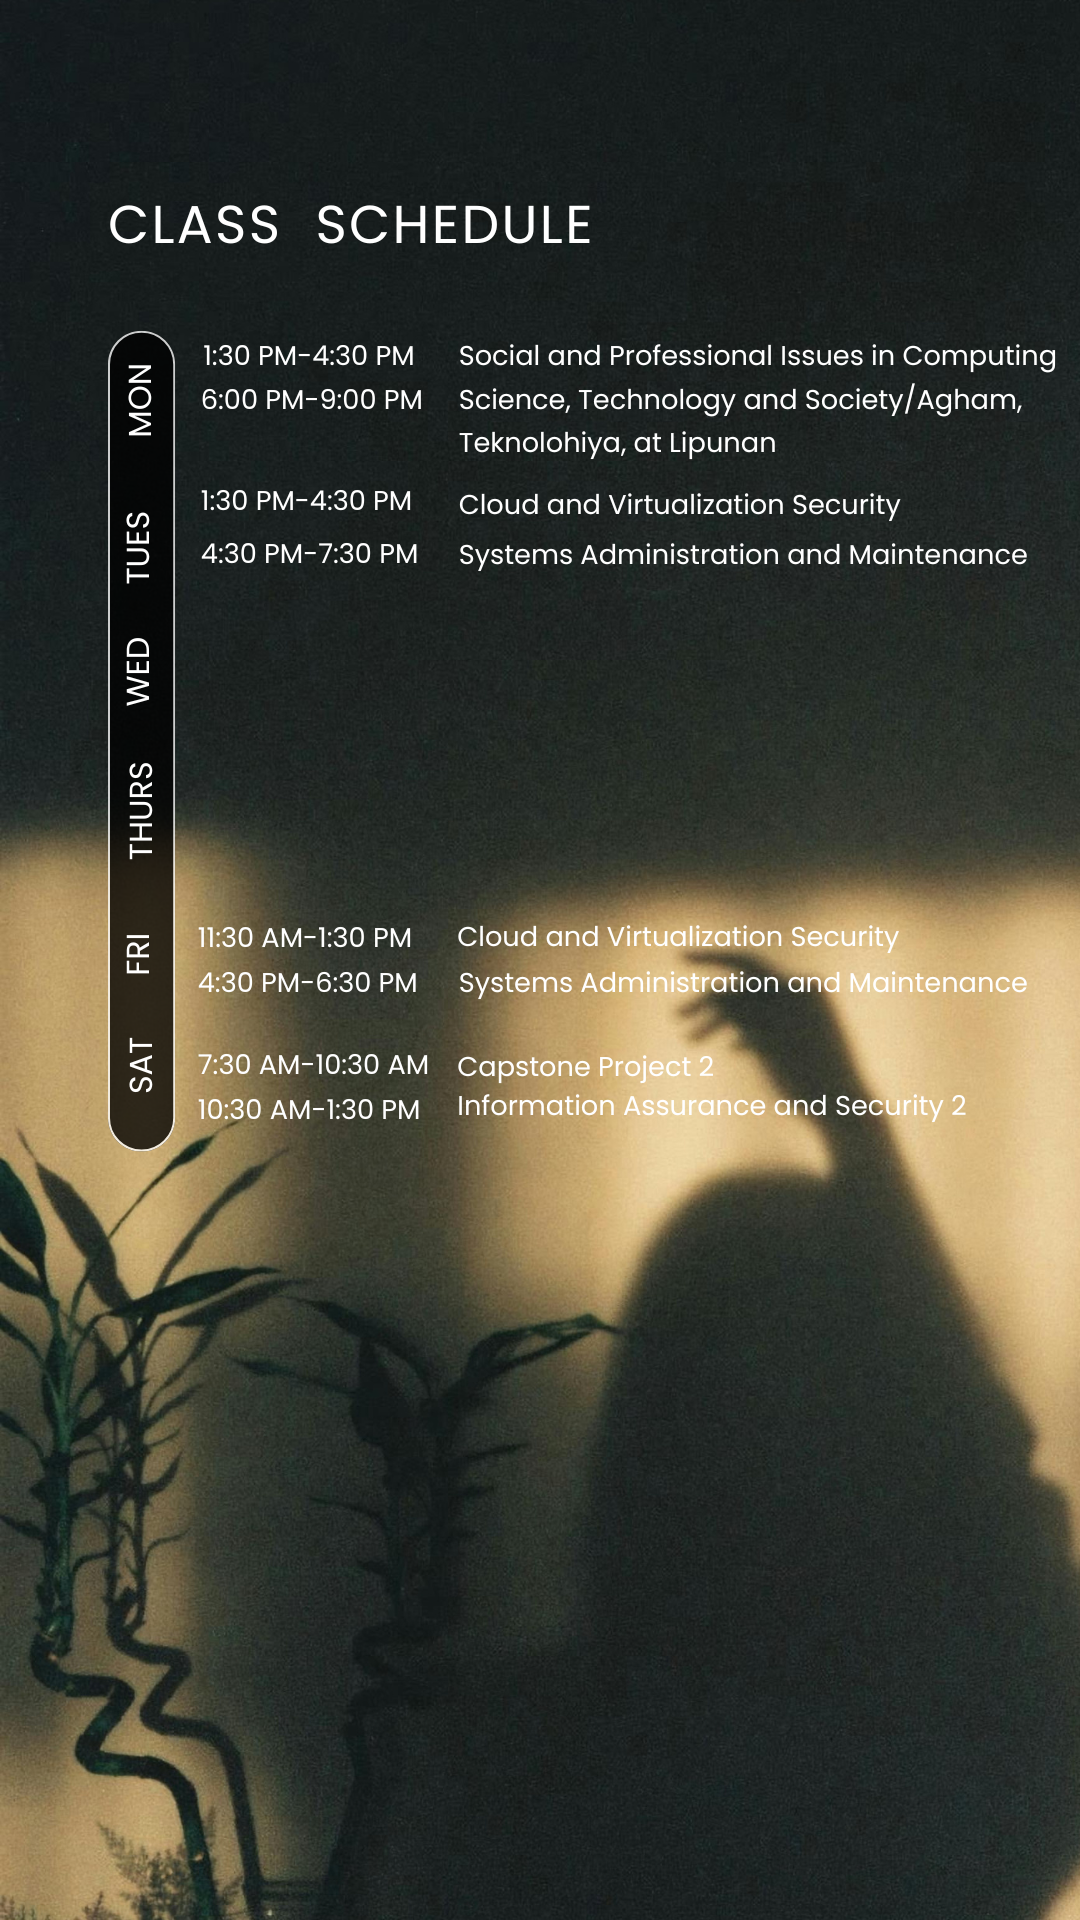 CLASS SCHEDULE
MON
1:30 PM-4:30 PM Social and Professional Issues in Computing
6:00 PM-9:00 PM Science, Technology and Society/Agham,
Teknolohiya, at Lipunan
TUES
1:30 PM-4:30 PM Cloud and Virtualization Security
4:30 PM-7:30 PM Systems Administration and Maintenance
WED
THURS
FRI
11:30 AM-1:30 PM Cloud and Virtualization Security
4:30 PM-6:30 PM Systems Administration and Maintenance
SAT
7:30 AM-10:30 AM Capstone Project 2
10:30 AM-1:30 PM Information Assurance and Security 2